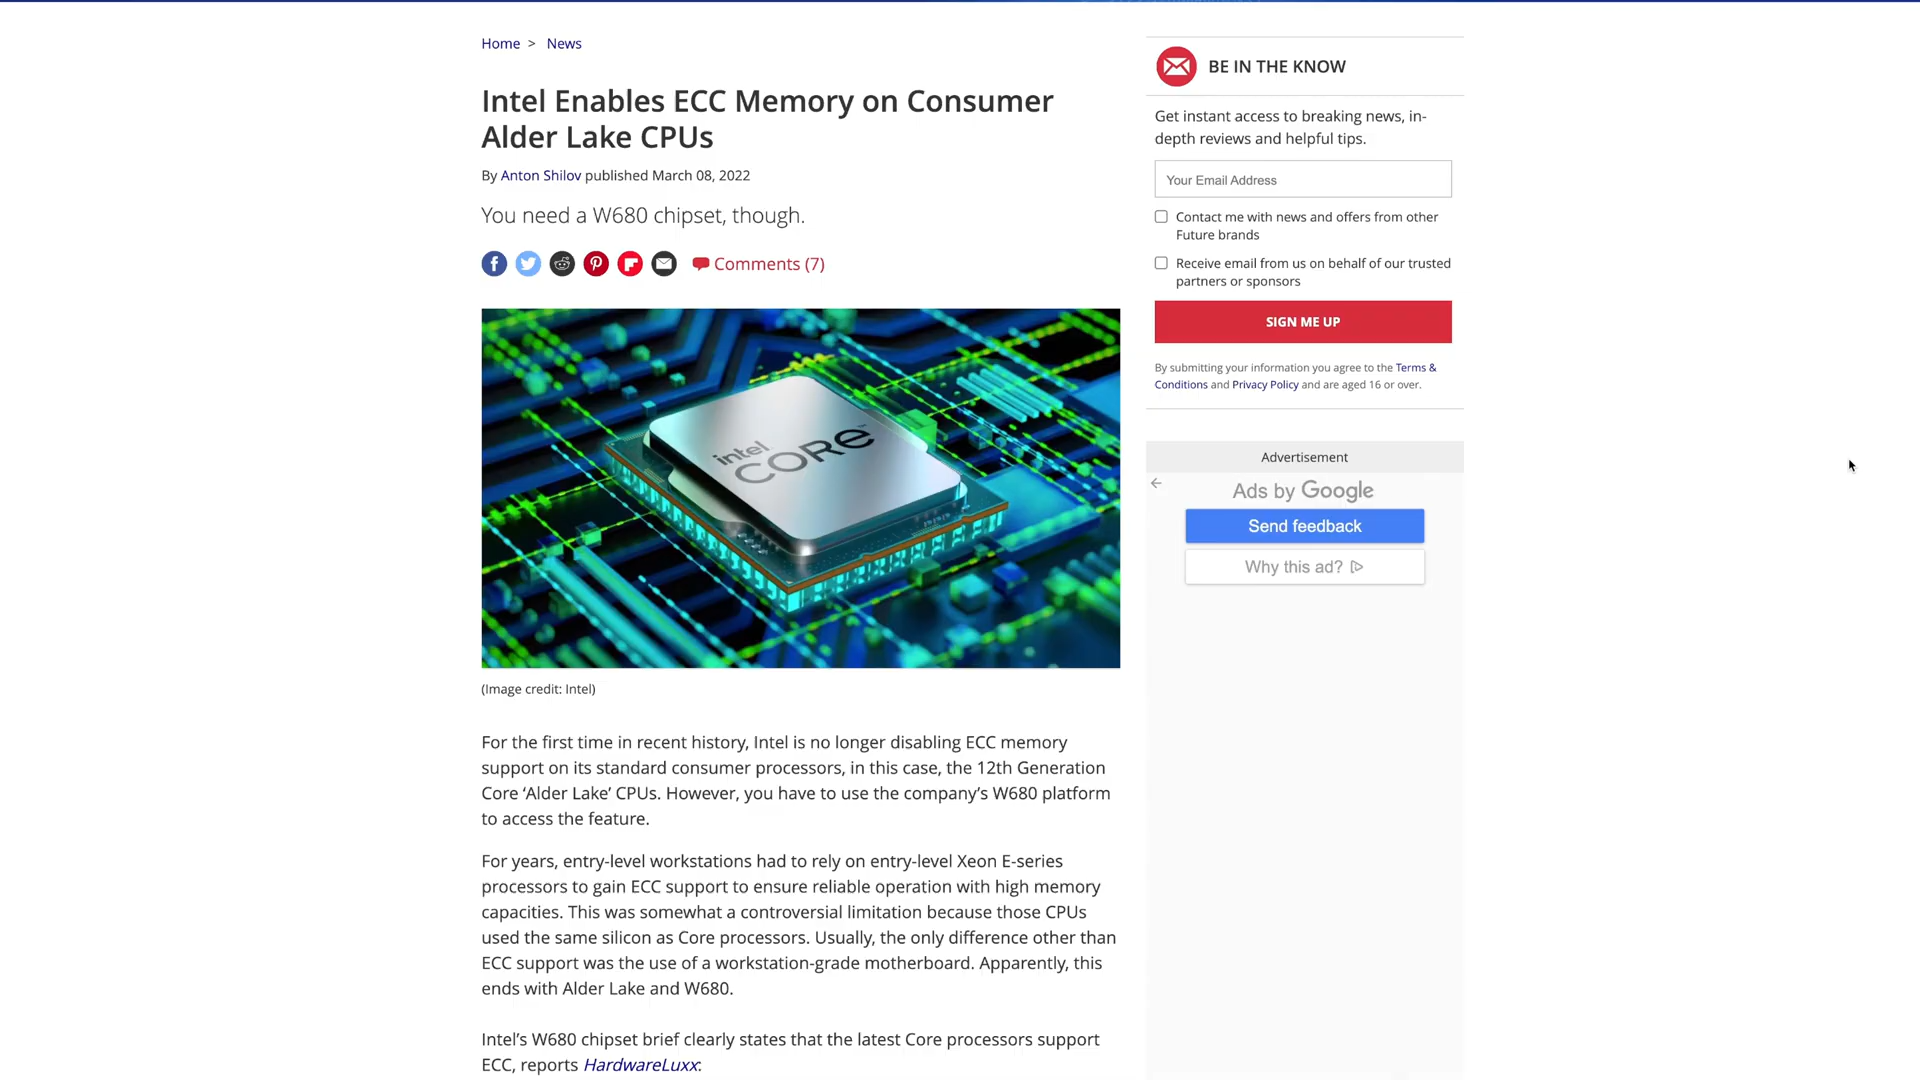 Home > News
Intel Enables ECC Memory on Consumer
Alder Lake CPUs
By Anton Shilov published March 08, 2022
You need a W680 chipset, though.
Comments (7)
intel
CORE
(Image credit: Intel)
For the first time in recent history, Intel is no longer disabling ECC memory
support on its standard consumer processors, in this case, the 12th Generation
Core ‘Alder Lake’ CPUs. However, you have to use the company’s W680 platform
to access the feature.
For years, entry-level workstations had to rely on entry-level Xeon E-series
processors to gain ECC support to ensure reliable operation with high memory
capacities. This was somewhat a controversial limitation because those CPUs
used the same silicon as Core processors. Usually, the only difference other than
ECC support was the use of a workstation-grade motherboard. Apparently, this
ends with Alder Lake and W680.
Intel’s W680 chipset brief clearly states that the latest Core processors support
ECC, reports HardwareLuxx:
BE IN THE KNOW
Get instant access to breaking news, in-
depth reviews and helpful tips.
Your Email Address
Contact me with news and offers from other
Future brands
Receive email from us on behalf of our trusted
partners or sponsors
SIGN ME UP
By submitting your information you agree to the Terms &
Conditions and Privacy Policy and are aged 16 or over.
Advertisement
Ads by Google
Send feedback
Why this ad?